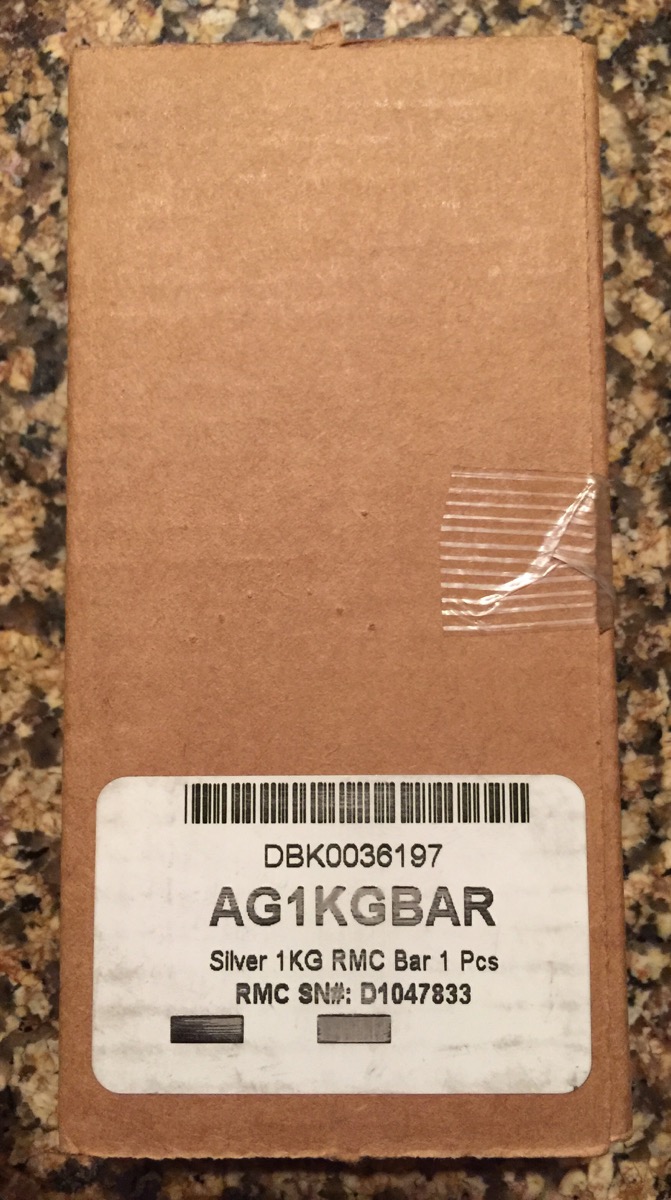 DBK0036197
AG1KGBAR
Silver 1KG RMC Bar 1 Pcs
RMC SN#: D1047833